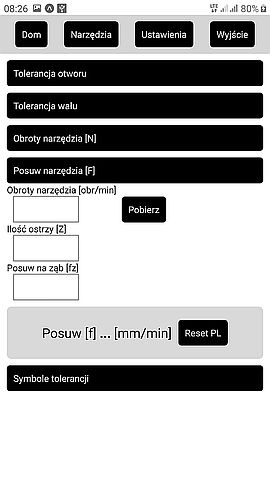 08:26 80%
Dom Narzędzia Ustawienia Wyjście
Tolerancja otworu
Tolerancja wału
Obroty narzędzia [N]
Posuw narzędzia [F]
Obroty narzędzia [obr/min]
Pobierz
Ilość ostrzy [Z]
Posuw na ząb [fz]
Posuw [f] ... [mm/min] Reset PL
Symbole tolerancji